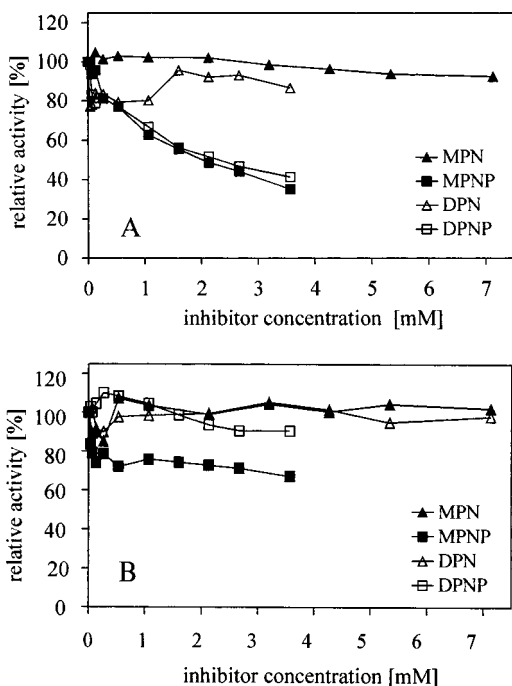 120
100
80
60
40
20
0
relative activity [%]
A
MPN
MPNP
DPN
DPNP
0 1 2 3 4 5 6 7
inhibitor concentration [mM]
120
100
80
60
40
20
0
relative activity [%]
B
MPN
MPNP
DPN
DPNP
0 1 2 3 4 5 6 7
inhibitor concentration [mM]